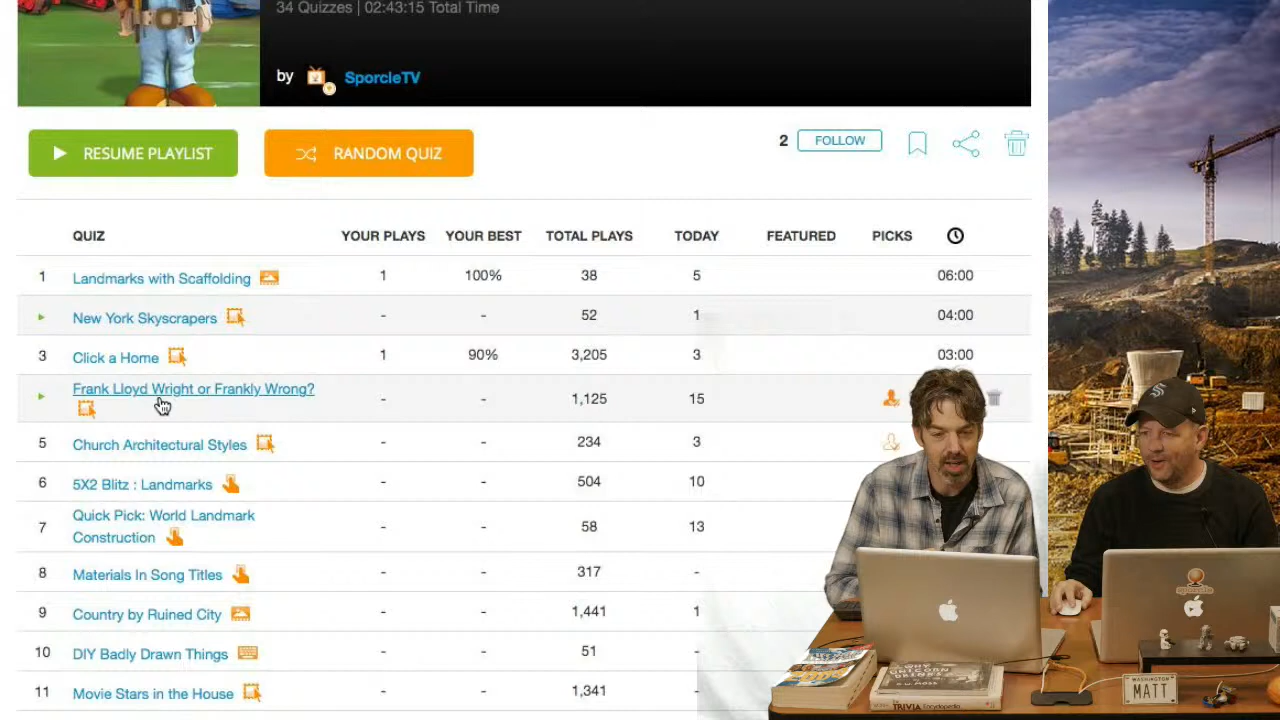 34 Quizzes | 02:43:15 Total Time
by SporcleTV
RESUME PLAYLIST
RANDOM QUIZ
2 FOLLOW
QUIZ YOUR PLAYS YOUR BEST TOTAL PLAYS TODAY FEATURED PICKS
1 Landmarks with Scaffolding 1 100% 38 5 06:00
New York Skyscrapers - - 52 1 04:00
3 Click a Home 1 90% 3,205 3 03:00
Frank Lloyd Wright or Frankly Wrong? - - 1,125 15
5 Church Architectural Styles - - 234 3
6 5X2 Blitz : Landmarks - - 504 10
7 Quick Pick: World Landmark
Construction - - 58 13
8 Materials In Song Titles - - 317 -
9 Country by Ruined City - - 1,441 1
10 DIY Badly Drawn Things - - 51 -
11 Movie Stars in the House - - 1,341 -
WHY
UNICORN
DRINKS
TRIVIA Encyclopedia
WASHINGTON
MATT
sporcle